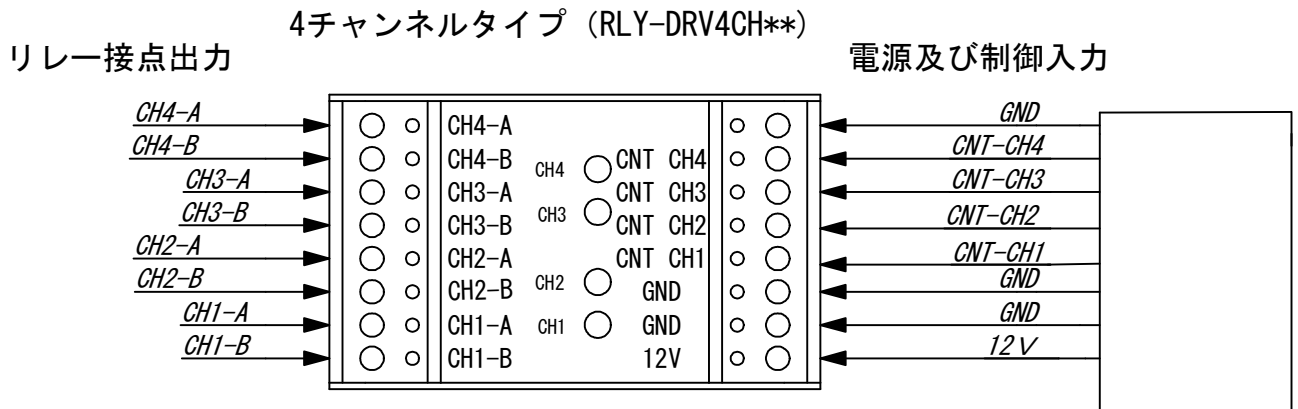 4チャンネルタイプ (RLY-DRV4CH**)
リレー接点出力
電源及び制御入力
CH4-A
CH4-B
CH3-A
CH3-B
CH2-A
CH2-B
CH1-A
CH1-B
CH4-A
CH4-B
CH3-A
CH3-B
CH2-A
CH2-B
CH1-A
CH1-B
CH4
CH3
CH2
CH1
CNT CH4
CNT CH3
CNT CH2
CNT CH1
GND
GND
12V
GND
CNT-CH4
CNT-CH3
CNT-CH2
CNT-CH1
GND
GND
12V